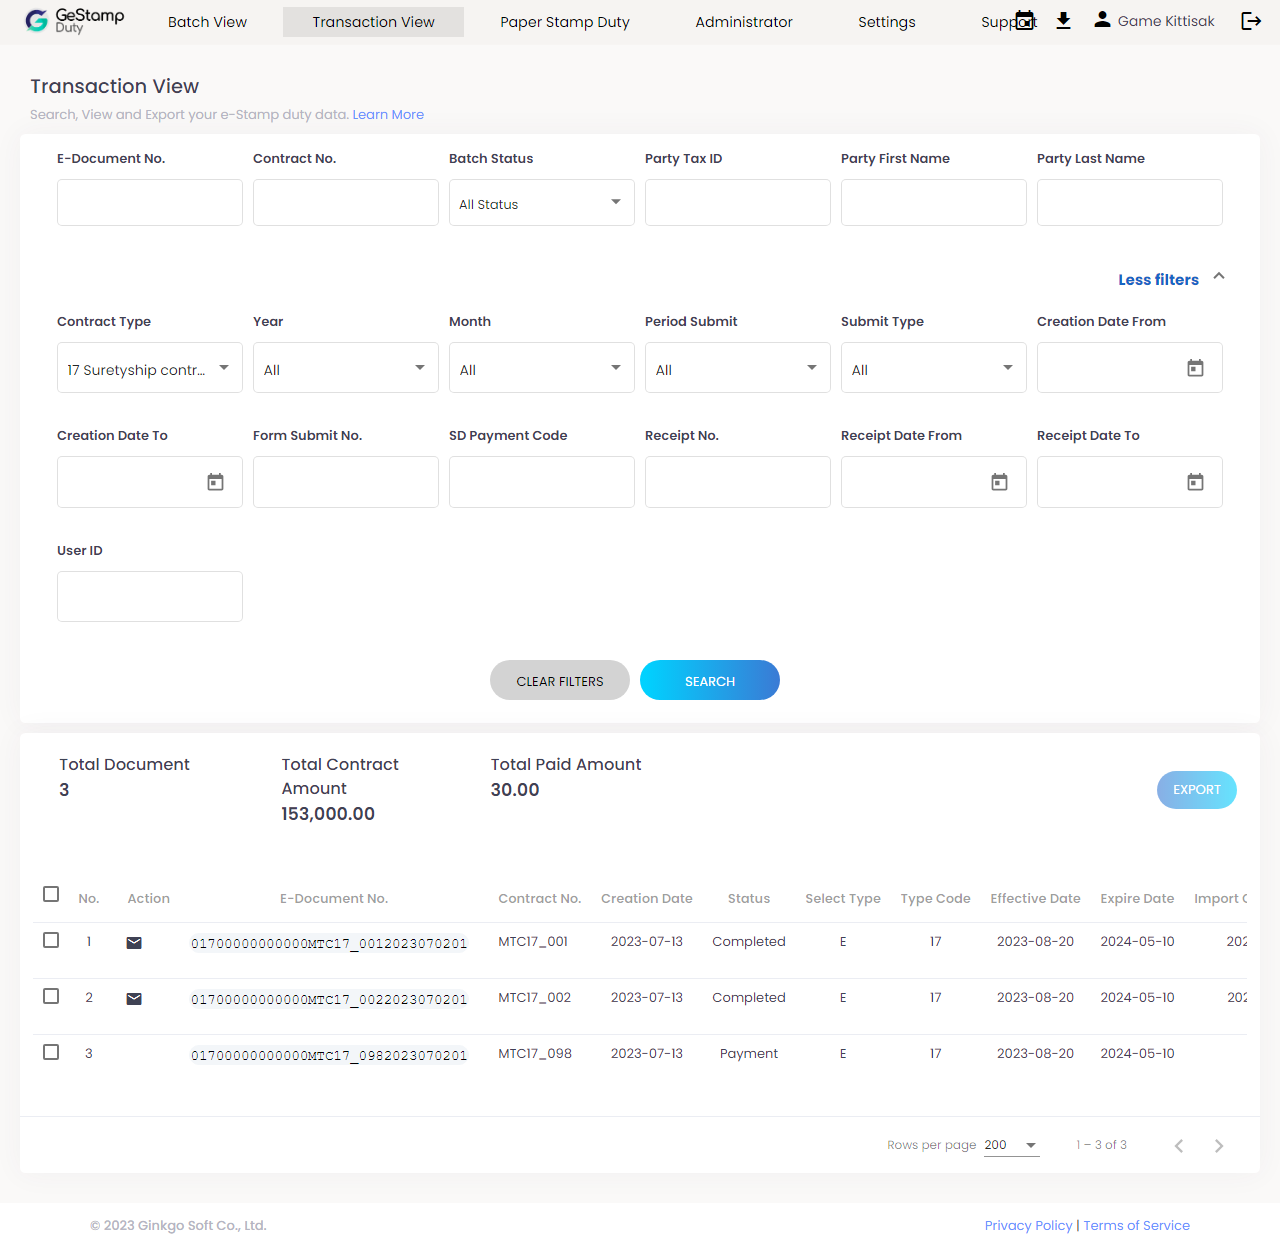 GeStamp
Duty
Batch View
Transaction View
Paper Stamp Duty
Administrator
Settings
Support
Game Kittisak
Transaction View
Search, View and Export your e-Stamp duty data. Learn More
E-Document No.
Contract No.
Batch Status
Party Tax ID
Party First Name
Party Last Name
All Status
Less filters
Contract Type
Year
Month
Period Submit
Submit Type
Creation Date From
17 Suretyship contr...
All
All
All
All
Creation Date To
Form Submit No.
SD Payment Code
Receipt No.
Receipt Date From
Receipt Date To
User ID
CLEAR FILTERS
SEARCH
Total Document
3
Total Contract
Amount
153,000.00
Total Paid Amount
30.00
EXPORT
No. Action E-Document No. Contract No. Creation Date Status Select Type Type Code Effective Date Expire Date Import
1 01700000000000MTC17_0012023070201 MTC17_001 2023-07-13 Completed E 17 2023-08-20 2024-05-10
2 01700000000000MTC17_0022023070201 MTC17_002 2023-07-13 Completed E 17 2023-08-20 2024-05-10
3 01700000000000MTC17_0982023070201 MTC17_098 2023-07-13 Payment E 17 2023-08-20 2024-05-10
Rows per page 200 1 – 3 of 3
© 2023 Ginkgo Soft Co., Ltd.
Privacy Policy | Terms of Service